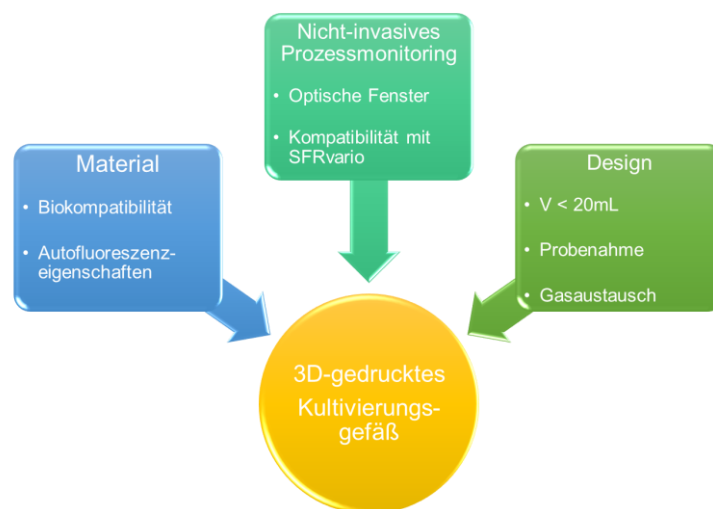 Nicht-invasives
Prozessmonitoring
• Optische Fenster
• Kompatibilität mit
SFRvario
Material
• Biokompatibilität
• Autofluoreszenz-
eigenschaften
Design
• V < 20mL
• Probenahme
• Gasaustausch
3D-gedrucktes
Kultivierungs-
gefäß